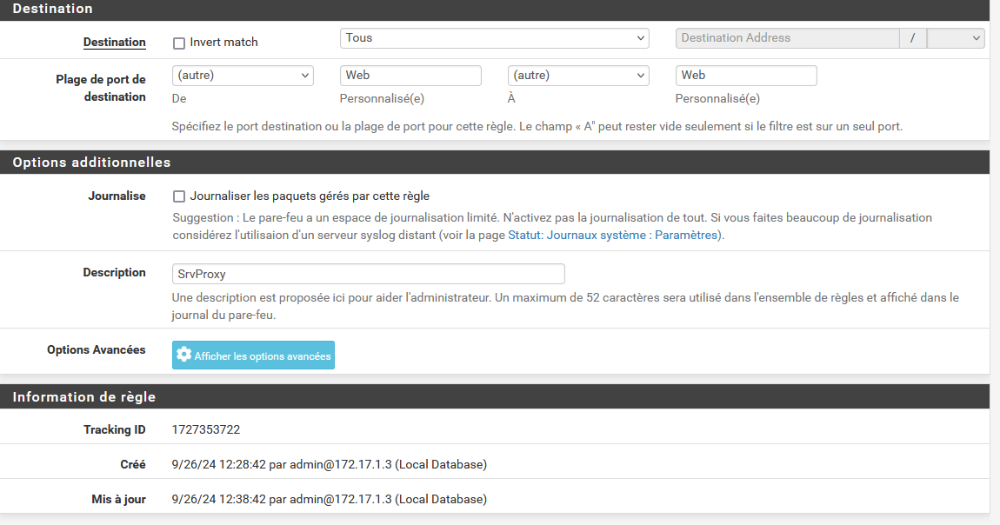 Destination
Destination Invert match Tous Destination Address /
Plage de port de destination (autre) Web (autre) Web
De Personnalisé(e) À Personnalisé(e)
Spécifiez le port destination ou la plage de port pour cette règle. Le champ « A" peut rester vide seulement si le filtre est sur un seul port.
Options additionnelles
Journalise Journaliser les paquets gérés par cette règle
Suggestion : Le pare-feu a un espace de journalisation limité. N'activez pas la journalisation de tout. Si vous faites beaucoup de journalisation
considérez l'utilisaion d'un serveur syslog distant (voir la page Statut: Journaux système : Paramètres).
Description SrvProxy
Une description est proposée ici pour aider l'administrateur. Un maximum de 52 caractères sera utilisé dans l'ensemble de règles et affiché dans le
journal du pare-feu.
Options Avancées Afficher les options avancées
Information de règle
Tracking ID 1727353722
Créé 9/26/24 12:28:42 par admin@172.17.1.3 (Local Database)
Mis à jour 9/26/24 12:38:42 par admin@172.17.1.3 (Local Database)